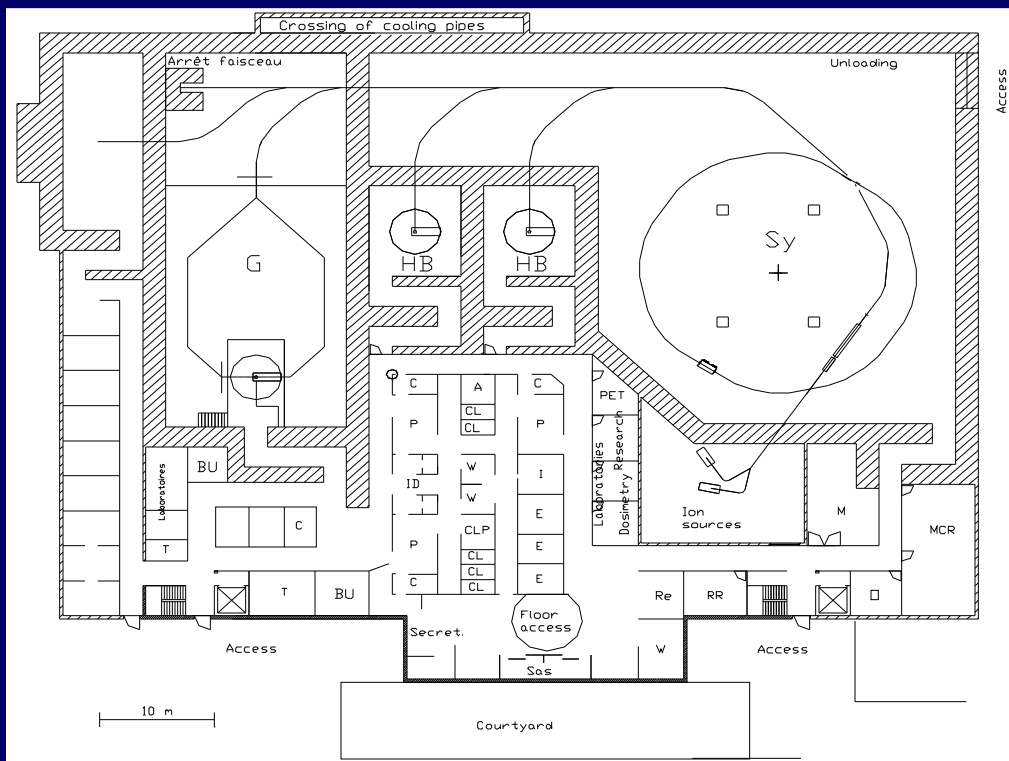 Crossing of cooling pipes
Arrêt faisceau
Unloading
Access
Sy
G
HB
HB
C
A
C
PET
CL
CL
P
P
BU
W
W
I
ID
Laboratoires
Laboratories
Dosimetry Research
Ion
sources
M
MCR
E
C
CLP
P
E
T
CL
CL
CL
C
E
T
BU
Re
RR
Floor
access
Secret.
Access
W
Access
Sas
10 m
Courtyard